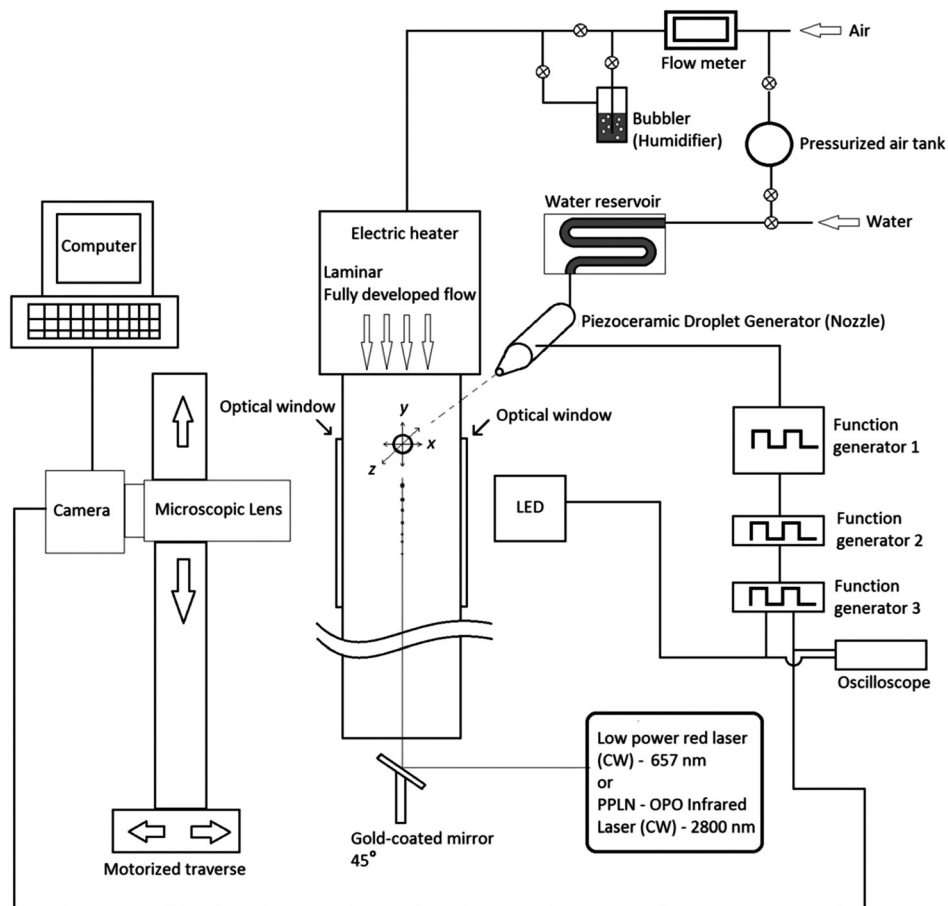 Air
Flow meter
Bubbler
(Humidifier)
Pressurized air tank
Water reservoir
Water
Computer
Electric heater
Laminar
Fully developed flow
Piezoceramic Droplet Generator (Nozzle)
Optical window
Optical window
y
x
z
Function
generator 1
Camera
Microscopic Lens
LED
Function
generator 2
Function
generator 3
Oscilloscope
Low power red laser
(CW) - 657 nm
or
PPLN - OPO Infrared
Laser (CW) - 2800 nm
Gold-coated mirror
45°
Motorized traverse